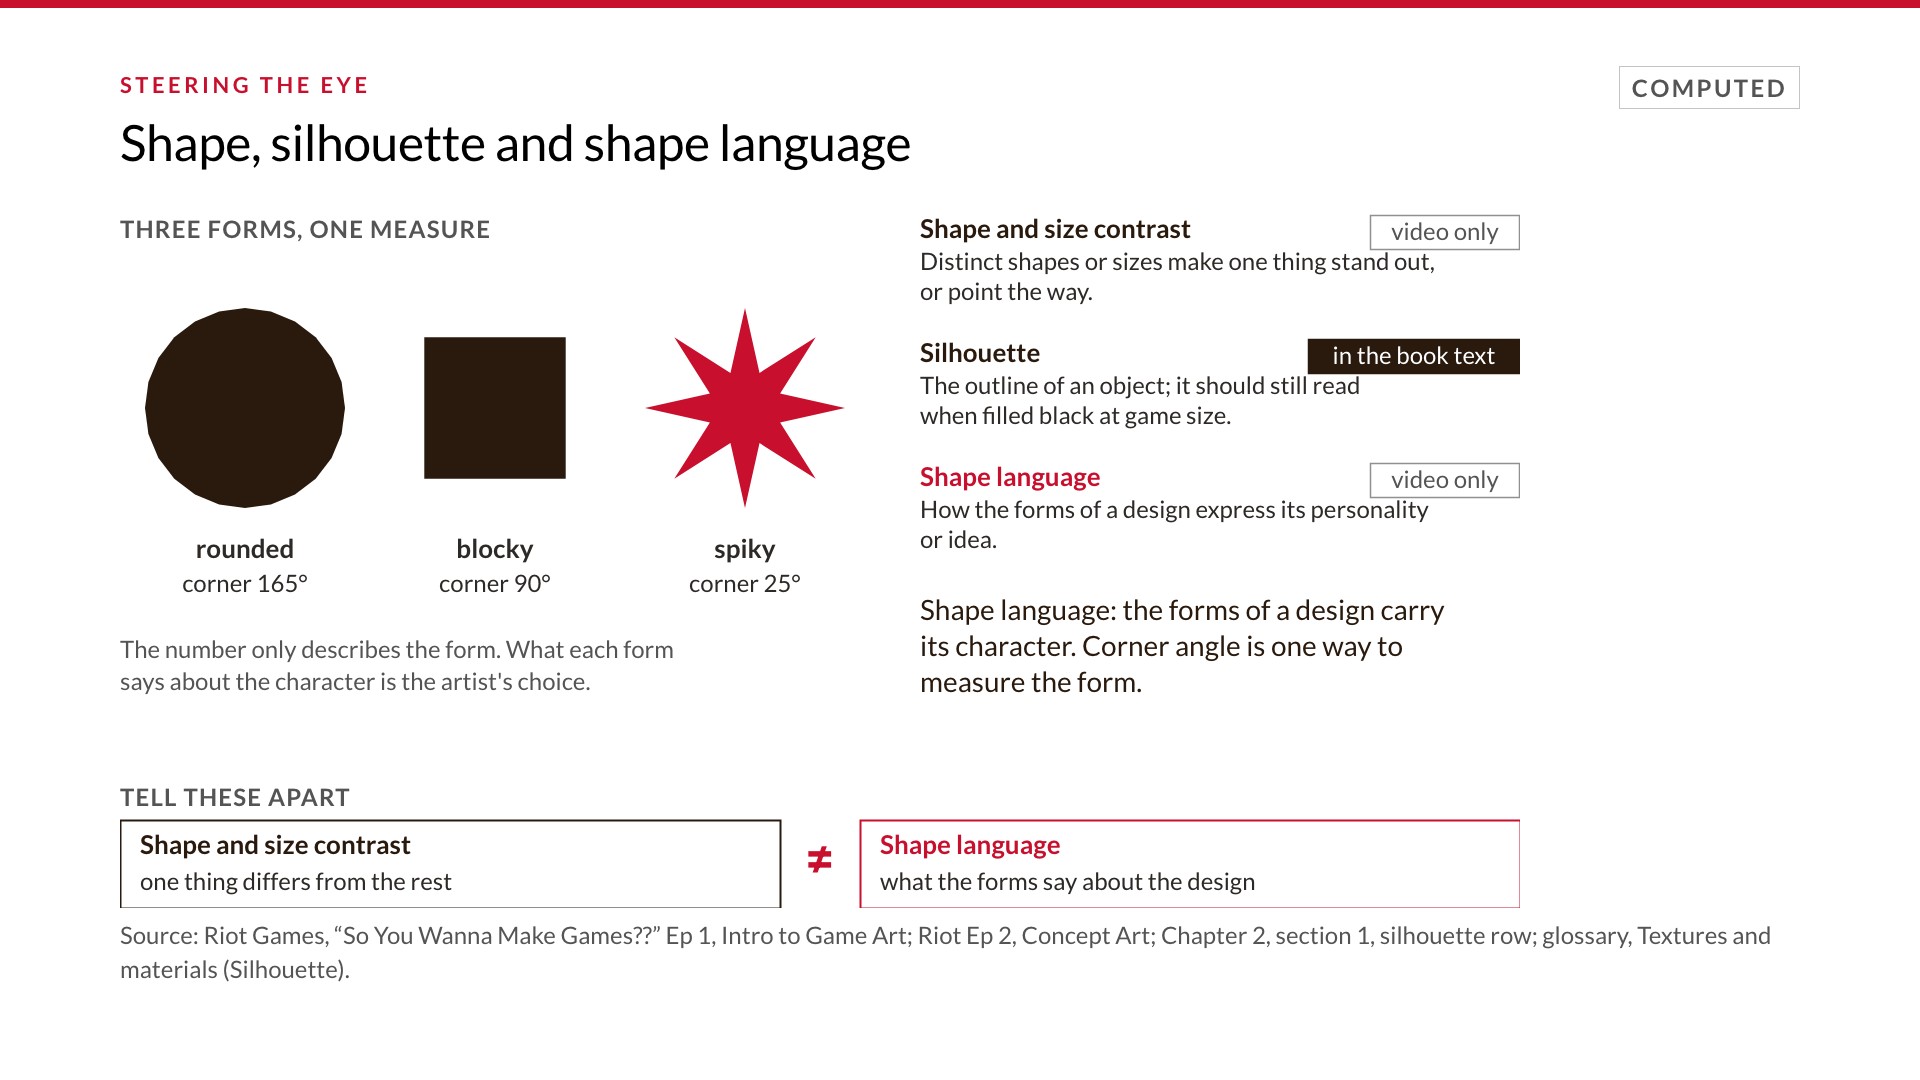 STEERING THE EYE
COMPUTED
Shape, silhouette and shape language
THREE FORMS, ONE MEASURE
rounded
corner 165°
blocky
corner 90°
spiky
corner 25°
The number only describes the form. What each form
says about the character is the artist's choice.
Shape and size contrast
video only
Distinct shapes or sizes make one thing stand out,
or point the way.
Silhouette
in the book text
The outline of an object; it should still read
when filled black at game size.
Shape language
video only
How the forms of a design express its personality
or idea.
Shape language: the forms of a design carry
its character. Corner angle is one way to
measure the form.
TELL THESE APART
Shape and size contrast
one thing differs from the rest
≠
Shape language
what the forms say about the design
Source: Riot Games, “So You Wanna Make Games??” Ep 1, Intro to Game Art; Riot Ep 2, Concept Art; Chapter 2, section 1, silhouette row; glossary, Textures and
materials (Silhouette).